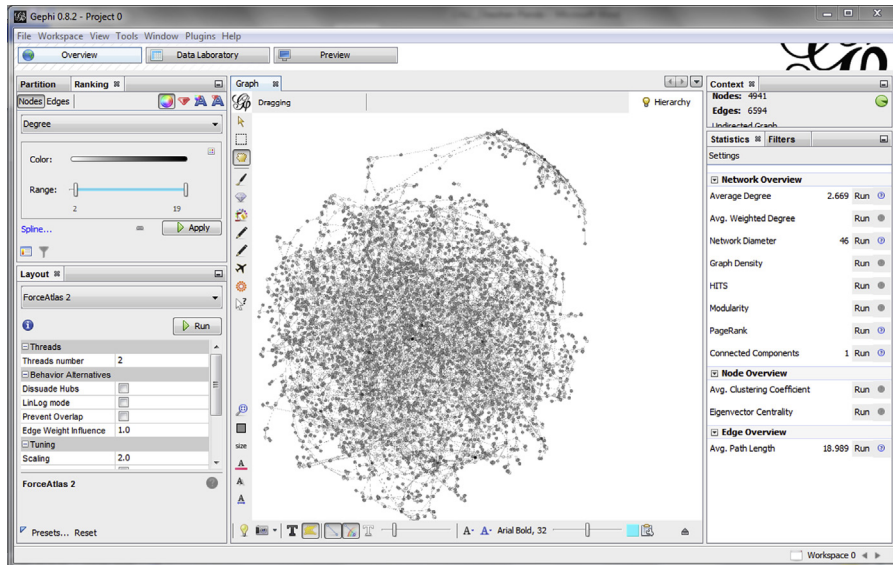 Gephi 0.8.2 - Project 0
File Workspace View Tools Window Plugins Help
Overview Data Laboratory Preview
Partition Ranking
Nodes Edges
Degree
Color:
Range:
2 19
Spline... Apply
Layout
ForceAtlas 2
Run
Threads
Threads number 2
Behavior Alternatives
Dissuade Hubs
LinLog mode
Prevent Overlap
Edge Weight Influence 1.0
Tuning
Scaling 2.0
ForceAtlas 2
Presets... Reset
Graph
Dragging Hierarchy
size
A
A
A
T T A- A- Arial Bold, 32
Context
Nodes: 4941
Edges: 6594
Undirected Graph
Statistics Filters
Settings
Network Overview
Average Degree 2.669 Run
Avg. Weighted Degree Run
Network Diameter 46 Run
Graph Density Run
HITS Run
Modularity Run
PageRank Run
Connected Components 1 Run
Node Overview
Avg. Clustering Coefficient Run
Eigenvector Centrality Run
Edge Overview
Avg. Path Length 18.989 Run
Workspace 0